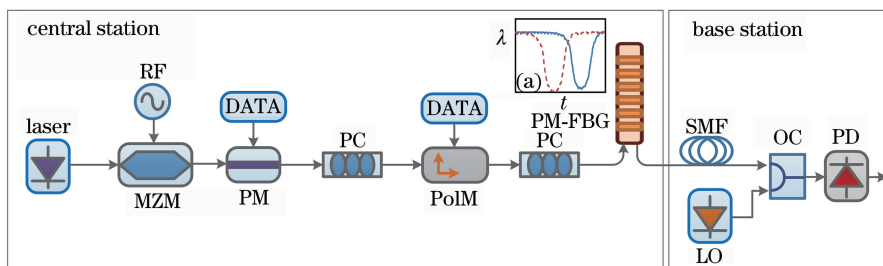 central station
base station
RF
λ
(a)
t
laser
DATA
DATA
PM-FBG
PC
PC
SMF
OC
PD
MZM
PM
PolM
LO